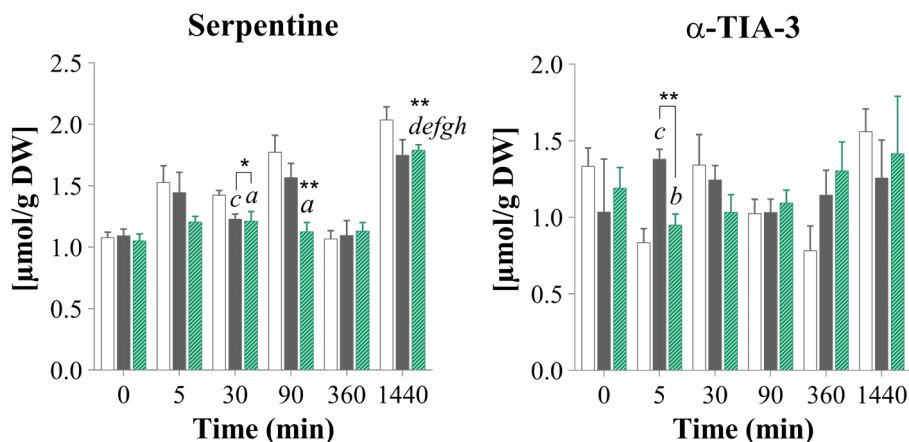 Serpentine
[µmol/g DW]
2.5
2.0
1.5
1.0
0.5
0.0
c
*
a
**
a
**
defgh
0 5 30 90 360 1440
Time (min)
α-TIA-3
[µmol/g DW]
2.0
1.5
1.0
0.5
0.0
c
**
b
0 5 30 90 360 1440
Time (min)